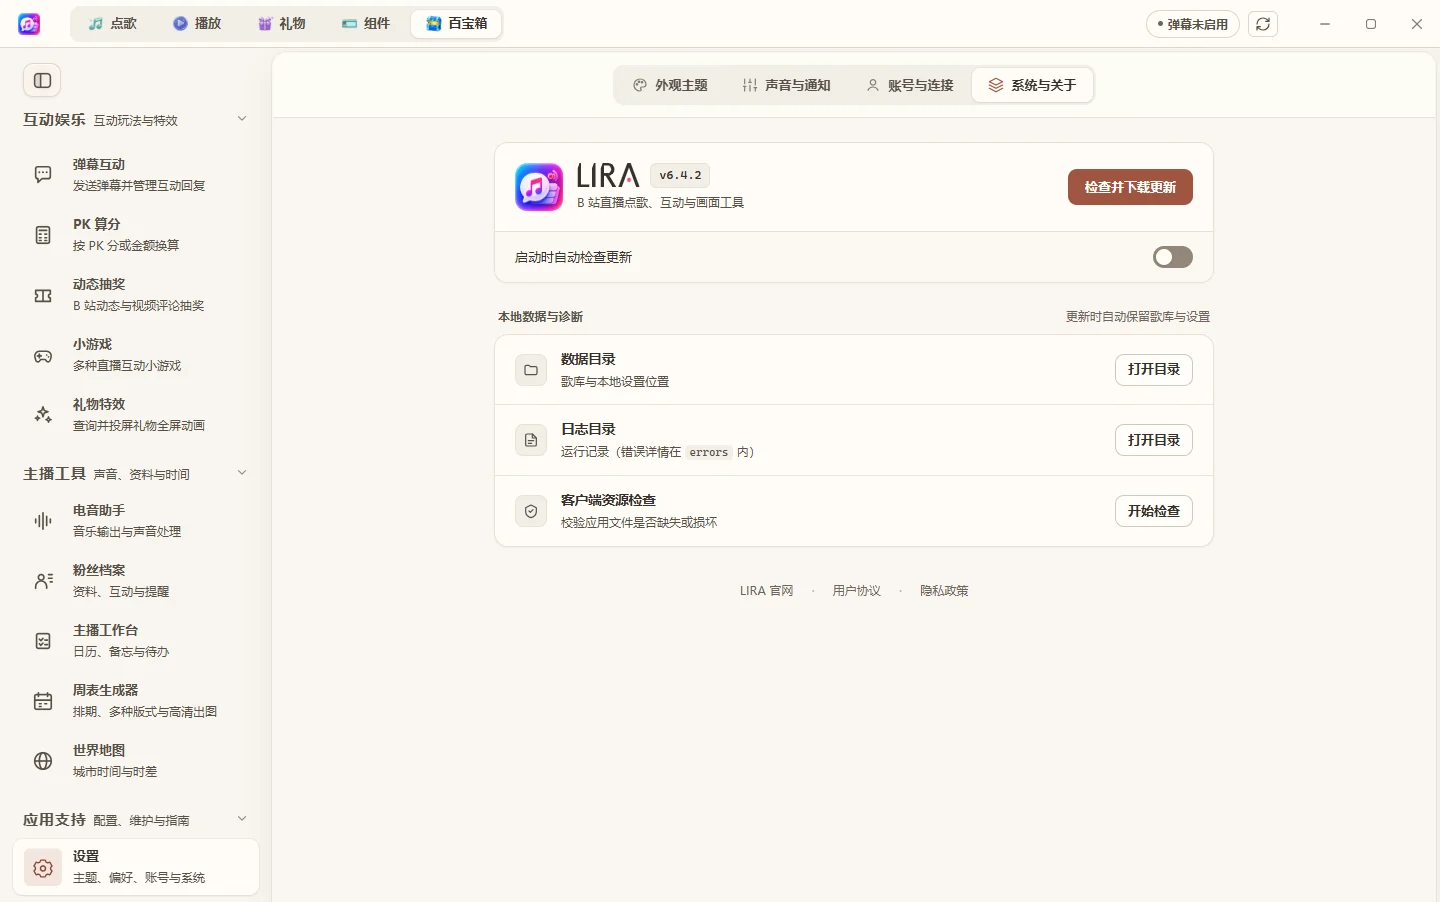 点歌
播放
礼物
组件
百宝箱
弹幕未启用
互动娱乐 互动玩法与特效
弹幕互动
发送弹幕并管理互动回复
PK 算分
按 PK 分或金额换算
动态抽奖
B 站动态与视频评论抽奖
小游戏
多种直播互动小游戏
礼物特效
查询并投屏礼物全屏动画
主播工具 声音、资料与时间
电音助手
音乐输出与声音处理
粉丝档案
资料、互动与提醒
主播工作台
日历、备忘与待办
周表生成器
排期、多种版式与高清出图
世界地图
城市时间与时差
应用支持 配置、维护与指南
设置
主题、偏好、账号与系统
外观主题
声音与通知
账号与连接
系统与关于
LIRA v6.4.2
B 站直播点歌、互动与画面工具
检查并下载更新
启动时自动检查更新
本地数据与诊断
更新时自动保留歌库与设置
数据目录
歌库与本地设置位置
打开目录
日志目录
运行记录（错误详情在 errors 内）
打开目录
客户端资源检查
校验应用文件是否缺失或损坏
开始检查
LIRA 官网 · 用户协议 · 隐私政策